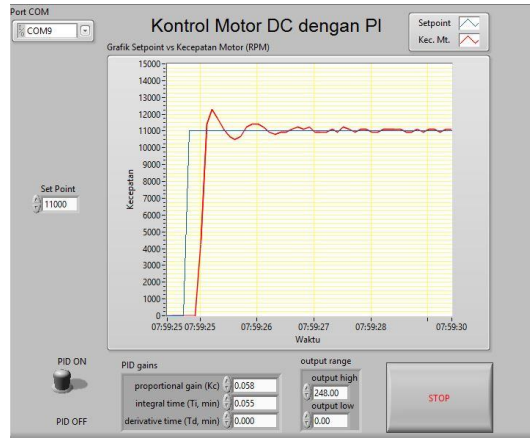 Port COM
COM9
Kontrol Motor DC dengan PI
Setpoint
Kec. Mt.
Grafik Setpoint vs Kecepatan Motor (RPM)
15000
14000
13000
12000
11000
10000
9000
8000
7000
6000
5000
4000
3000
2000
1000
0
Kecepatan
07:59:25 07:59:25 07:59:26 07:59:27 07:59:28 07:59:30
Waktu
Set Point
11000
PID ON
PID OFF
PID gains
proportional gain (Kc) 0.058
integral time (Ti, min) 0.055
derivative time (Td, min) 0.000
output range
output high
248.00
output low
0.00
STOP